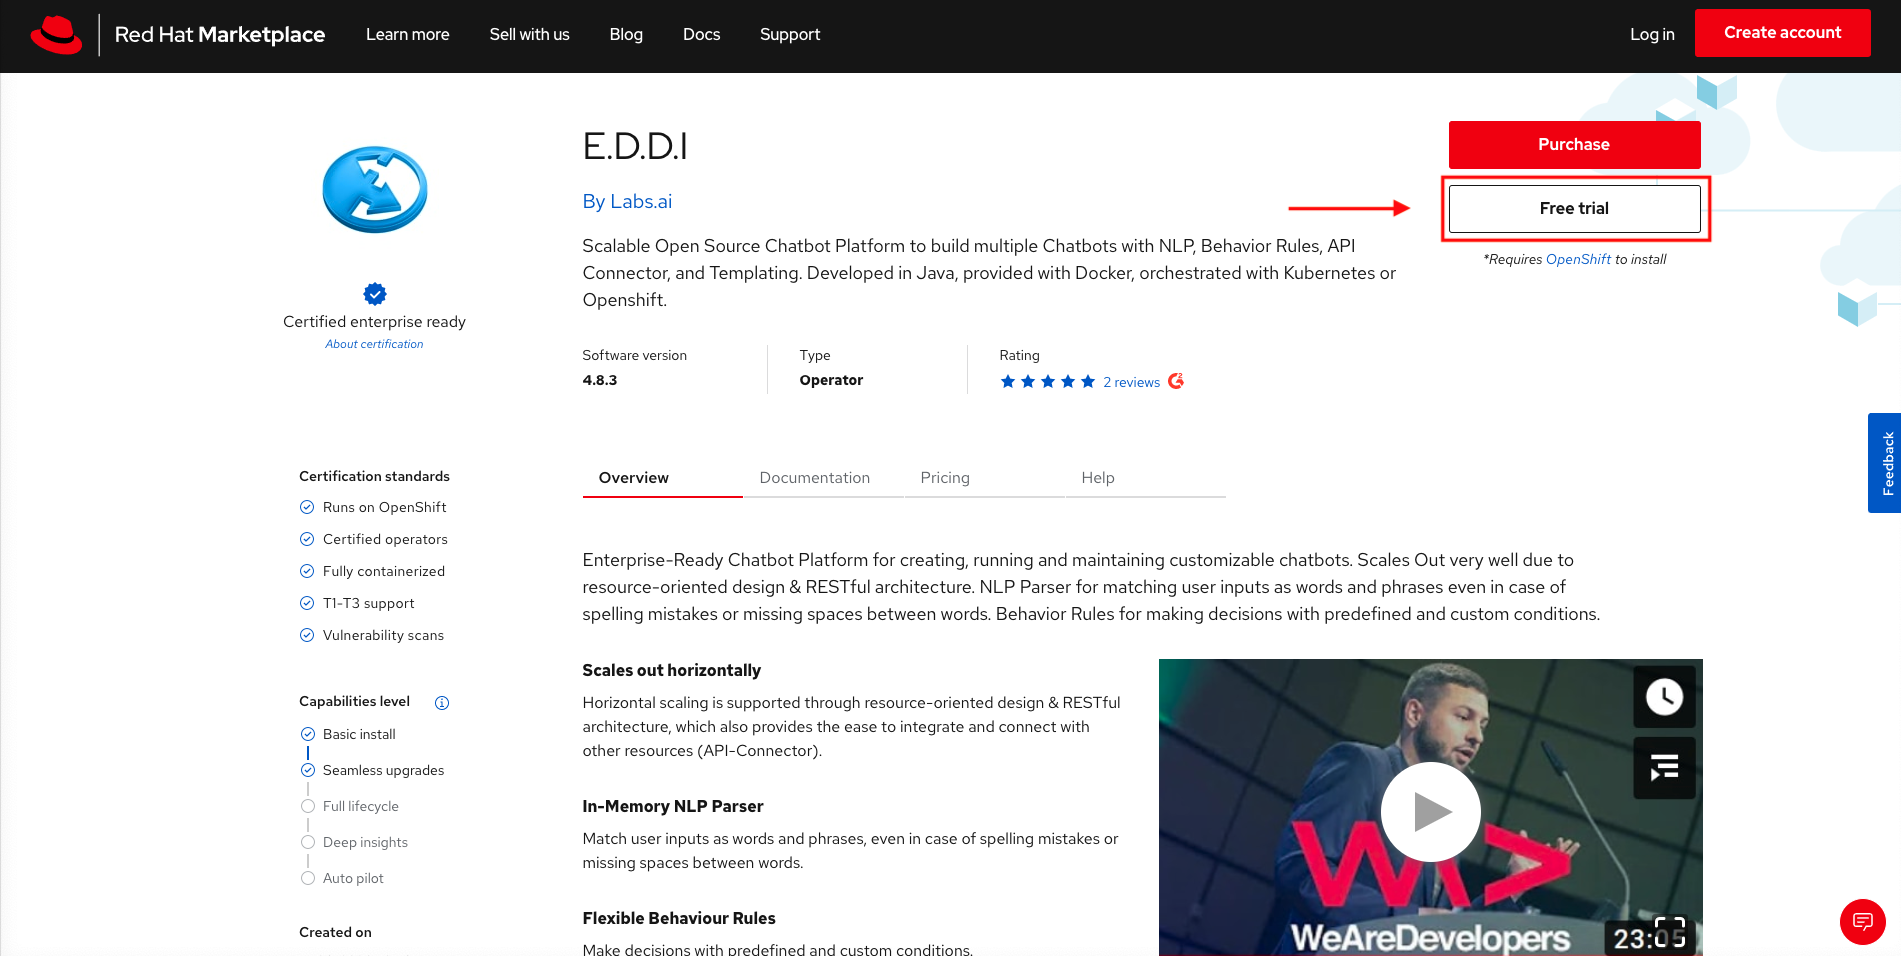 Red Hat Marketplace
Learn more
Sell with us
Blog
Docs
Support
Log in
Create account
E.D.D.I
By Labs.ai
Scalable Open Source Chatbot Platform to build multiple Chatbots with NLP, Behavior Rules, API
Connector, and Templating. Developed in Java, provided with Docker, orchestrated with Kubernetes or
Openshift.
Purchase
Free trial
*Requires OpenShift to install
Certified enterprise ready
About certification
Software version
4.8.3
Type
Operator
Rating
2 reviews
Feedback
Certification standards
Runs on OpenShift
Certified operators
Fully containerized
T1-T3 support
Vulnerability scans
Capabilities level
Basic install
Seamless upgrades
Full lifecycle
Deep insights
Auto pilot
Created on
Overview
Documentation
Pricing
Help
Enterprise-Ready Chatbot Platform for creating, running and maintaining customizable chatbots. Scales Out very well due to
resource-oriented design & RESTful architecture. NLP Parser for matching user inputs as words and phrases even in case of
spelling mistakes or missing spaces between words. Behavior Rules for making decisions with predefined and custom conditions.
Scales out horizontally
Horizontal scaling is supported through resource-oriented design & RESTful
architecture, which also provides the ease to integrate and connect with
other resources (API-Connector).
In-Memory NLP Parser
Match user inputs as words and phrases, even in case of spelling mistakes or
missing spaces between words.
Flexible Behaviour Rules
Make decisions with predefined and custom conditions.
WeAreDevelopers
23:05